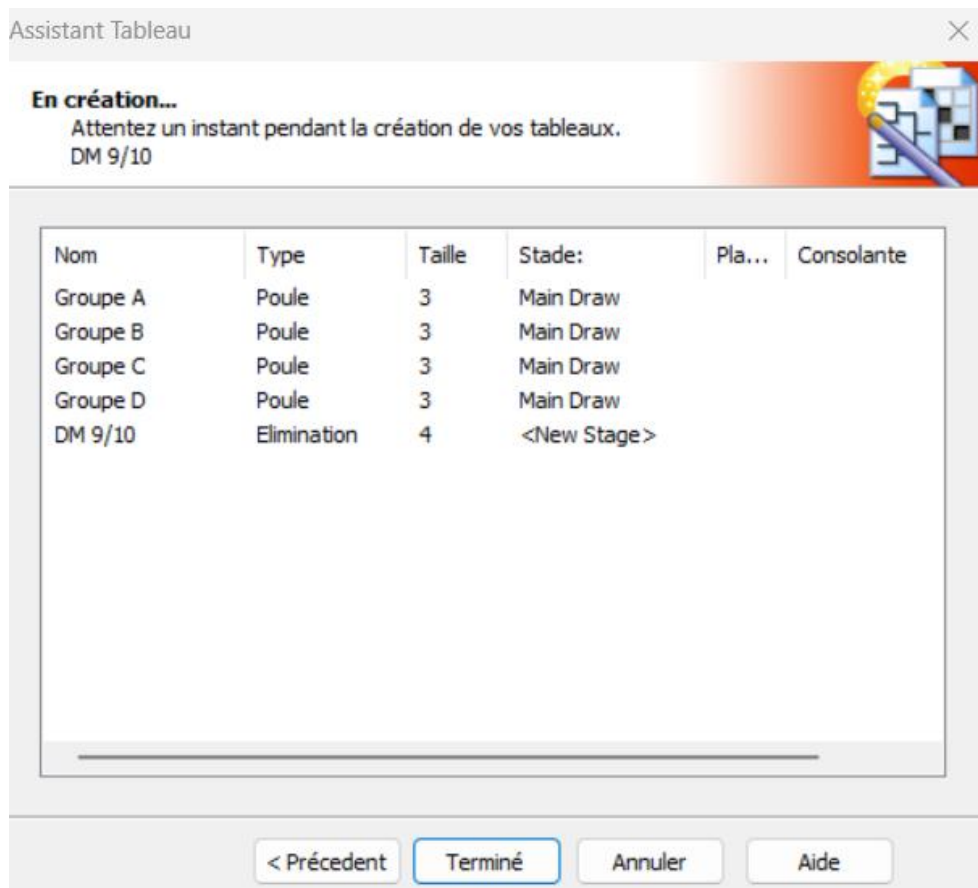 Assistant Tableau
En création...
Attentez un instant pendant la création de vos tableaux.
DM 9/10
Nom Type Taille Stade: Pla... Consolante
Groupe A Poule 3 Main Draw
Groupe B Poule 3 Main Draw
Groupe C Poule 3 Main Draw
Groupe D Poule 3 Main Draw
DM 9/10 Elimination 4 <New Stage>
< Précedent Terminé Annuler Aide